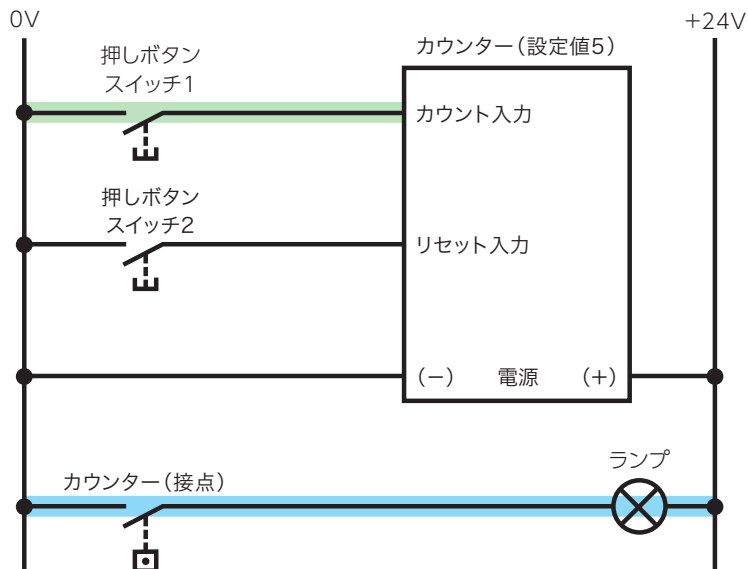 0V
+24V
押しボタン
スイッチ1
カウンター（設定値5）
カウント入力
押しボタン
スイッチ2
リセット入力
（−） 電源 （+）
ランプ
カウンター（接点）